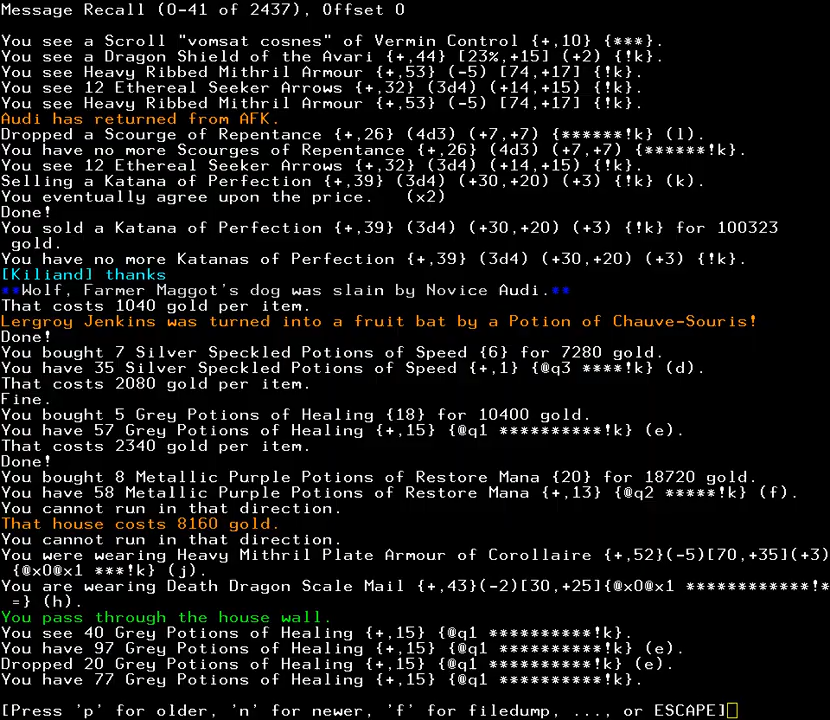 Message Recall (0-41 of 2437), Offset 0
You see a Scroll "vomsat cosnes" of Vermin Control {+,10} {***}.
You see a Dragon Shield of the Avari {+,44} [23%,+15] (+2) {!k}.
You see Heavy Ribbed Mithril Armour {+,53} (-5) [74,+17] {!k}.
You see 12 Ethereal Seeker Arrows {+,32} (3d4) (+14,+15) {!k}.
You see Heavy Ribbed Mithril Armour {+,53} (-5) [74,+17] {!k}.
Audi has returned from AFK.
Dropped a Scourge of Repentance {+,26} (4d3) (+7,+7) {******!k} (l).
You have no more Scourges of Repentance {+,26} (4d3) (+7,+7) {******!k}.
You see 12 Ethereal Seeker Arrows {+,32} (3d4) (+14,+15) {!k}.
Selling a Katana of Perfection {+,39} (3d4) (+30,+20) (+3) {!k} (k).
You eventually agree upon the price.  (x2)
Done!
You sold a Katana of Perfection {+,39} (3d4) (+30,+20) (+3) {!k} for 100323
gold.
You have no more Katanas of Perfection {+,39} (3d4) (+30,+20) (+3) {!k}.
[Kiliand] thanks
**Wolf, Farmer Maggot's dog was slain by Novice Audi.**
That costs 1040 gold per item.
Lergroy Jenkins was turned into a fruit bat by a Potion of Chauve-Souris!
Done!
You bought 7 Silver Speckled Potions of Speed {6} for 7280 gold.
You have 35 Silver Speckled Potions of Speed {+,1} {@q3 ****!k} (d).
That costs 2080 gold per item.
Fine.
You bought 5 Grey Potions of Healing {18} for 10400 gold.
You have 57 Grey Potions of Healing {+,15} {@q1 **********!k} (e).
That costs 2340 gold per item.
Done!
You bought 8 Metallic Purple Potions of Restore Mana {20} for 18720 gold.
You have 58 Metallic Purple Potions of Restore Mana {+,13} {@q2 *****!k} (f).
You cannot run in that direction.
That house costs 8160 gold.
You cannot run in that direction.
You were wearing Heavy Mithril Plate Armour of Corollaire {+,52}(-5)[70,+35](+3)
{@x0@x1 ***!k} (j).
You are wearing Death Dragon Scale Mail {+,43}(-2)[30,+25]{@x0@x1 ************!*
=} (h).
You pass through the house wall.
You see 40 Grey Potions of Healing {+,15} {@q1 **********!k}.
You have 97 Grey Potions of Healing {+,15} {@q1 **********!k} (e).
Dropped 20 Grey Potions of Healing {+,15} {@q1 **********!k} (e).
You have 77 Grey Potions of Healing {+,15} {@q1 **********!k}.
[Press 'p' for older, 'n' for newer, 'f' for filedump, ..., or ESCAPE]